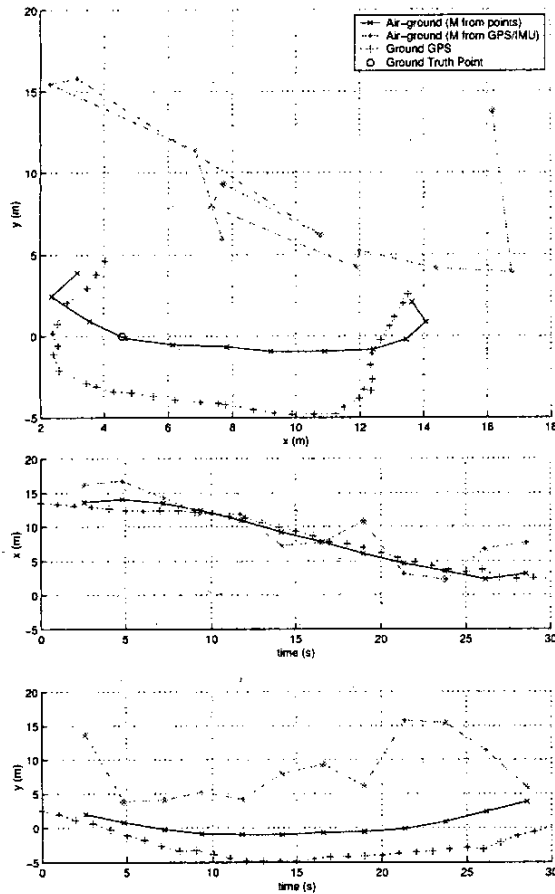 Air-ground (M from points)
Air-ground (M from GPS/IMU)
Ground GPS
Ground Truth Point
20
15
10
5
0
-5
y (m)
2 4 6 8 10 12 14 16 18
x (m)
20
15
10
5
0
-5
x (m)
0 5 10 15 20 25 30
time (s)
20
15
10
5
0
-5
y (m)
0 5 10 15 20 25 30
time (s)